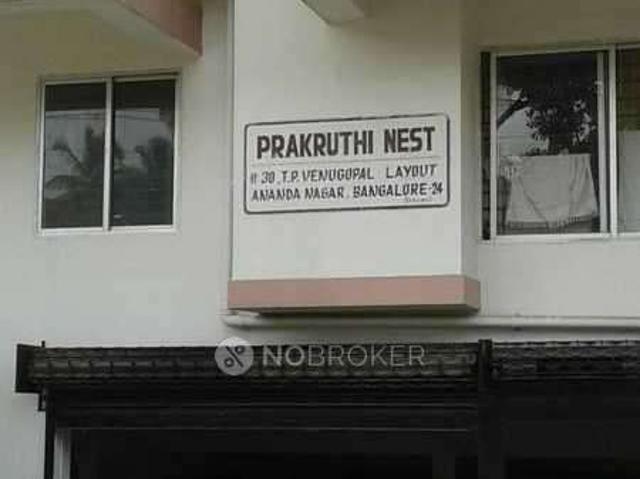 PRAKRUTHI NEST
# 30, T.P. VENUGOPAL LAYOUT
ANANDA NAGAR, BANGALORE-24
NOBROKER